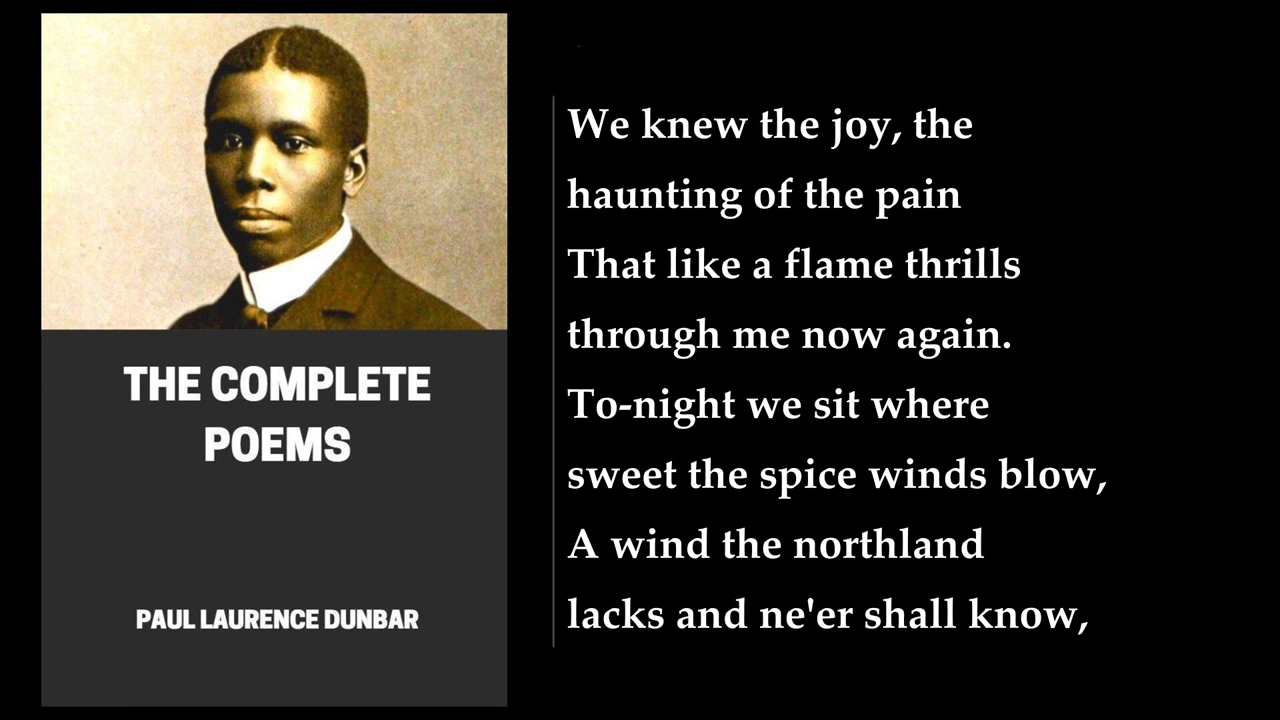 THE COMPLETE
POEMS
PAUL LAURENCE DUNBAR
We knew the joy, the
haunting of the pain
That like a flame thrills
through me now again.
To-night we sit where
sweet the spice winds blow,
A wind the northland
lacks and ne'er shall know,